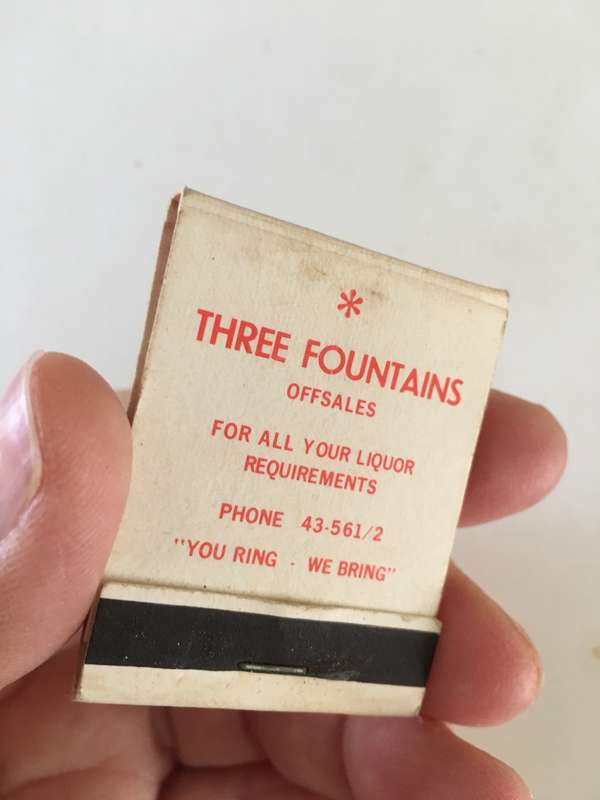 *
THREE FOUNTAINS
OFFSALES
FOR ALL YOUR LIQUOR
REQUIREMENTS
PHONE 43-561/2
"YOU RING - WE BRING"